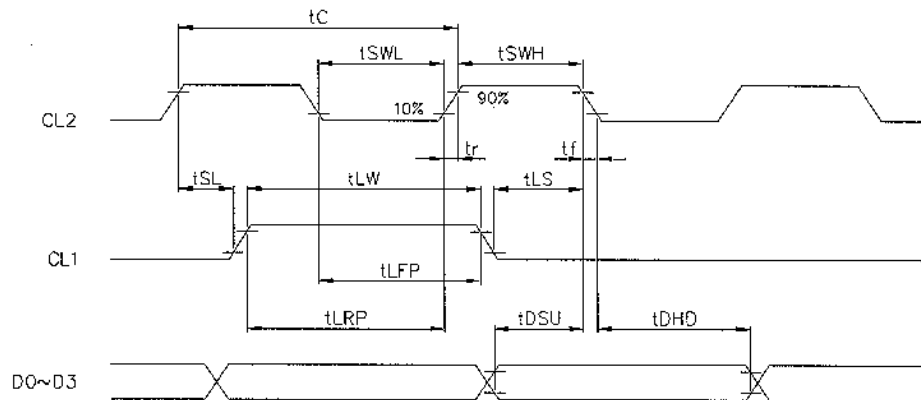 tC
tSWL
tSWH
CL2
10%
90%
tr
tf
tSL
tLW
tLS
CL1
tLFP
tLRP
tDSU
tDHD
D0~D3